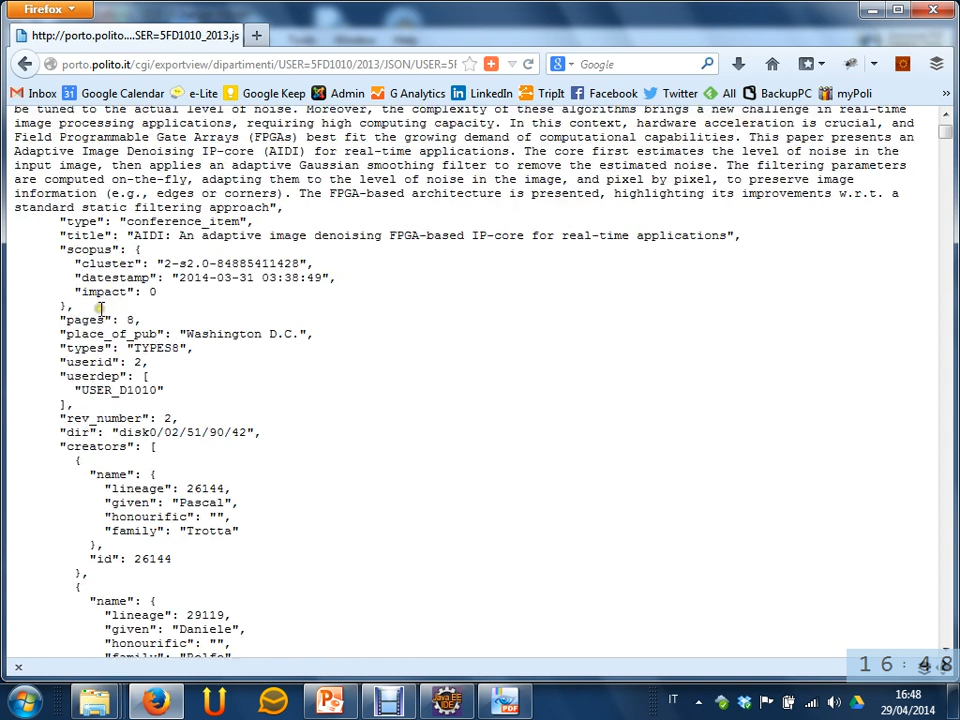 Firefox
http://porto.polito....SER=5FD1010_2013.js
porto.polito.it/cgi/exportview/dipartimenti/USER=5FD1010/2013/JSON/USER=5F
Google
Inbox Google Calendar e-Lite Google Keep Admin G Analytics LinkedIn TripIt Facebook Twitter All BackupPC myPoli »
be tuned to the actual level of noise. Moreover, the complexity of these algorithms brings a new challenge in real-time
image processing applications, requiring high computing capacity. In this context, hardware acceleration is crucial, and
Field Programmable Gate Arrays (FPGAs) best fit the growing demand of computational capabilities. This paper presents an
Adaptive Image Denoising IP-core (AIDI) for real-time applications. The core first estimates the level of noise in the
input image, then applies an adaptive Gaussian smoothing filter to remove the estimated noise. The filtering parameters
are computed on-the-fly, adapting them to the level of noise in the image, and pixel by pixel, to preserve image
information (e.g., edges or corners). The FPGA-based architecture is presented, highlighting its improvements w.r.t. a
standard static filtering approach",
"type": "conference_item",
"title": "AIDI: An adaptive image denoising FPGA-based IP-core for real-time applications",
"scopus": {
"cluster": "2-s2.0-84885411428",
"datestamp": "2014-03-31 03:38:49",
"impact": 0
},
"pages": 8,
"place_of_pub": "Washington D.C.",
"types": "TYPES8",
"userid": 2,
"userdep": [
"USER_D1010"
],
"rev_number": 2,
"dir": "disk0/02/51/90/42",
"creators": [
{
"name": {
"lineage": 26144,
"given": "Pascal",
"honourific": "",
"family": "Trotta"
},
"id": 26144
},
{
"name": {
"lineage": 29119,
"given": "Daniele",
"honourific": "",
"family": "Rolfo"
16:48
Java EE
IDE
PDF
IT
16:48
29/04/2014